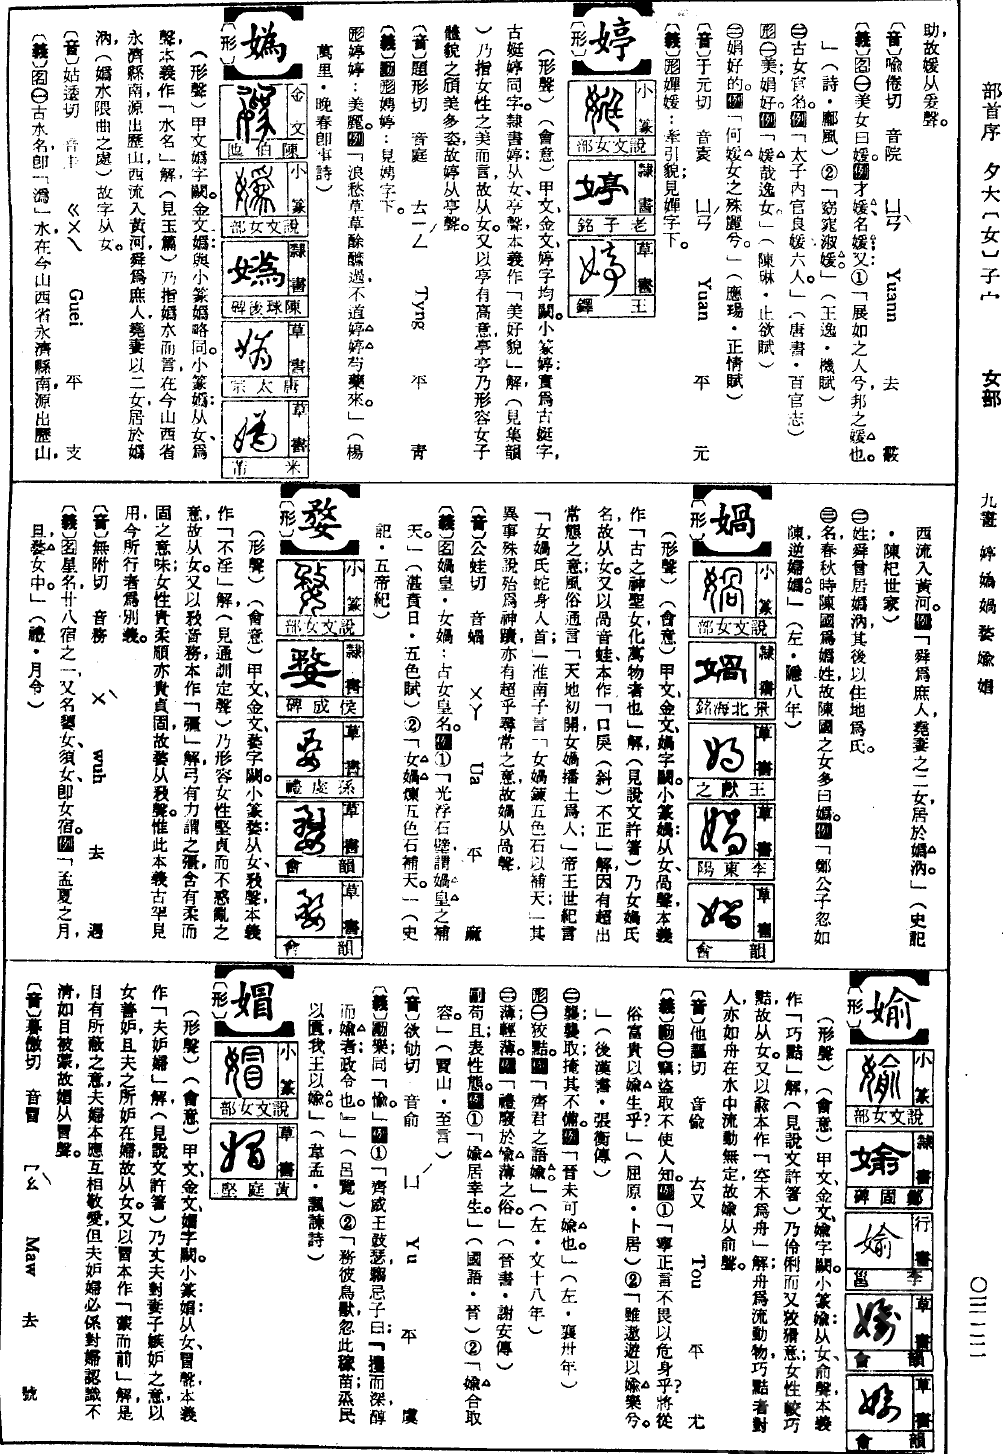 部首序 夕大〔女〕子宀 女部 九畫 婷媯媧婺媮媢 〇三二二
助故媛从爰聲。
〔音〕喩倦切 音院 ㄩㄢˋ Yuann 去 霰
〔義〕图㊀美女曰媛。例才媛、名媛。又①「展如之人兮邦之媛也。
」(詩・鄘風)②「窈窕淑媛」(王逸・機賦)
㊁古女官名。例「太子內官良媛六人。」(唐書・百官志)
形㊀美;娟好。例「媛哉逸女」(陳琳・止欲賦)
㊁娟好的。例「何媛女之殊麗兮。」(應瑒・正情賦)
〔音〕于元切 音袁 ㄩㄢˊ Yuan 平 元
〔義〕形嬋媛:牽引貌;見嬋字下。
婷
〔形〕
小篆 說文女部
隸書 老子銘
草書 王鐸
(形聲)(會意)甲文、金文、婷字均闕。小篆婷:實爲古娗字,
古娗婷同字。隸書婷:从女、亭聲,本義作「美好貌」解(見集韻
)乃指女性之美而言,故从女。又以亭有高意,亭亭乃形容女子
體貌之頎美多姿,故婷从亭聲。
〔音〕題形切 音庭 ㄊㄧㄥˊ Tyng 平 靑
〔義〕副形娉婷:見娉字下。
形婷婷:美麗。例「浪愁草草酴醾過,不道婷婷芍藥來。」(楊
萬里・晚春卽事詩)
媯
〔形〕
金文 陳伯匜
小篆 說文女部
隸書 陳球後碑
草書 唐太宗
草書 米芾
(形聲)甲文媯字闕。金文媯:與小篆媯略同。小篆媯:从女、爲
聲,本義作「水名」解(見玉篇)乃指媯水而言,在今山西省
永濟縣南,源出歷山,西流入黃河,舜爲庶人,堯妻以二女,居於媯
汭,(媯水隈曲之處)故字从女。
〔音〕姑逶切 ㄍㄨㄟ Guei 平 支
〔義〕图㊀古水名,卽「潙」水,在今山西省永濟縣南,源出歷山,
西流入黃河。例「舜爲庶人,堯妻之二女,居於媯汭。」(史記
・陳杞世家)
㊁姓,舜曾居媯汭,其後以住地爲氏。
㊂名,春秋時陳國爲媯姓,故陳國之女多曰媯。例「鄭公子忽如
陳逆婦媯。」(左・隱八年)
媧
〔形〕
小篆 說文女部
隸書 景北海銘
草書 王獻之
草書 李東陽
草書 韻會
(形聲)(會意)甲文、金文、媧字闕。小篆媧:从女、咼聲,本義
作「古之神聖女,化萬物者也」解(見說文許箸)乃女媧氏
名,故从女。又以咼音蛙,本作「口戾(斜)不正」解,因有超出
常態之意,風俗通言「天地初開,女媧摶土爲人」帝王世紀言
「女媧氏蛇身人首」;淮南子言「女媧鍊五色石以補天」其
異事殊說,殆爲神蹟,亦有超乎尋常之意,故媧从咼聲
〔音〕公蛙切 音蝸 ㄨㄚ Ua 平 麻
〔義〕图媧皇・女媧:古女皇名。例①「光浮石壁,謂媧皇之補
天。」(湛賁日・五色賦)②「女媧煉五色石補天。」(史
記・五帝紀)
婺
〔形〕
小篆 說文女部
隸書 侯成碑
草書 孫虔禮
草書 韻會
草書 韻會
(形聲)(會意)甲文、金文、婺字闕。小篆婺:从女、敄聲,本義
作「不淫」解(見通訓定聲)乃形容女性堅貞而不惑亂之
意,故从女。又以敄音務,本作「彊」解,弓有力謂之彊,含有柔而
固之意味,女性貴柔順亦貴貞固,故婺从敄聲。惟此本義古罕見
用,今所行者爲別義。
〔音〕無附切 音務 ㄨˋ wuh 去 遇
〔義〕图星名,廿八宿之一,又名婺女、須女,卽女宿。例「孟夏之月,
旦婺女中。」(禮・月令)
媮
〔形〕
小篆 說文女部
隸書 鄭固碑
行書 李邕
草書 韻會
草書 韻會
(形聲)(會意)甲文、金文、媮字闕。小篆媮:从女、俞聲,本義
作「巧黠」解(見說文許箸)乃伶俐而又狡猾意;女性較巧
黠,故从女。又以俞本作「空木爲舟」解,舟爲流動物,巧黠者對
人亦如舟在水中流動無定,故媮从俞聲。
〔音〕他謳切 音偸 ㄊㄡ Tou 平 尤
〔義〕動㊀竊;盜取不使人知。例①「寧正言不畏以危身乎?將從
俗富貴以媮生乎?」(屈原・卜居)②「雖遨遊以媮樂兮。
」(後漢書・張衡傳)
㊁襲;襲取;掩其不備。例「晉未可媮也。」(左・襄卅年)
形㊀狡黠。例「齊君之語媮。」(左・文十八年)
㊁薄;輕薄。例「禮廢於媮薄之俗。」(晉書・謝安傳)
副苟且;表性態。例①「媮居幸生。」(國語・晉)②「媮合取
容。」(賈山・至言)
〔音〕欲劬切 音俞 ㄩˊ Yu 平 虞
〔義〕動樂;同「愉」。例①「齊威王鼓瑟,騶忌子曰:『攫而深,醳
而媮者,政令也。』」(呂覽)②「務彼鳥獸,忽此稼苗,烝民
以匱,我王以媮。」(韋孟・諷諫詩)
媢
〔形〕
小篆 說文女部
草書 黃庭堅
(形聲)(會意)甲文、金文、媢字闕。小篆媢:从女、冒聲,本義
作「夫妒婦」解(見說文許箸)乃丈夫對妻子嫉妒之意,以
女善妒,且夫之所妒在婦,故从女。又以冒本作「蒙而前」解,是
目有所蔽之意,夫婦本應互相敬愛,但夫妒婦必係對婦認識不
淸,如目被蒙,故媢从冒聲。
〔音〕暮傲切 音冒 ㄇㄠˋ Maw 去 號